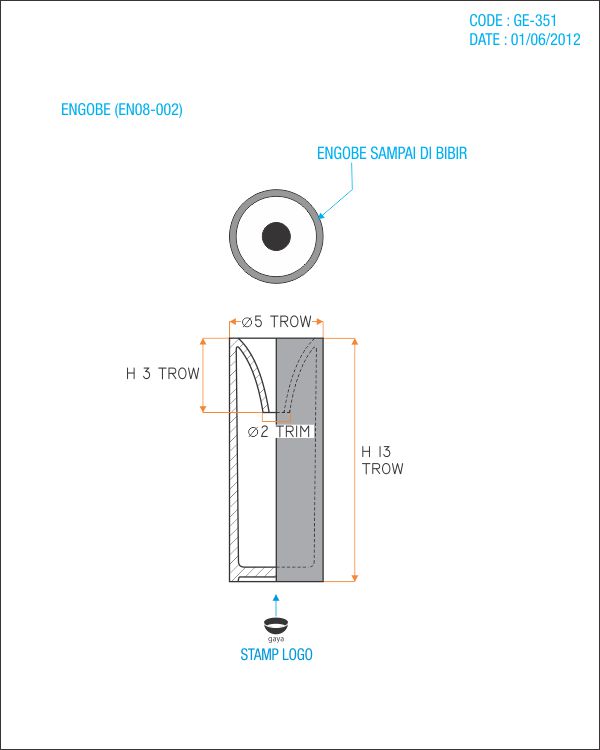 CODE : GE-351
DATE : 01/06/2012
ENGOBE (EN08-002)
ENGOBE SAMPAI DI BIBIR
⌀5 TROW
H 3 TROW
⌀2 TRIM
H 13
TROW
gaya
STAMP LOGO